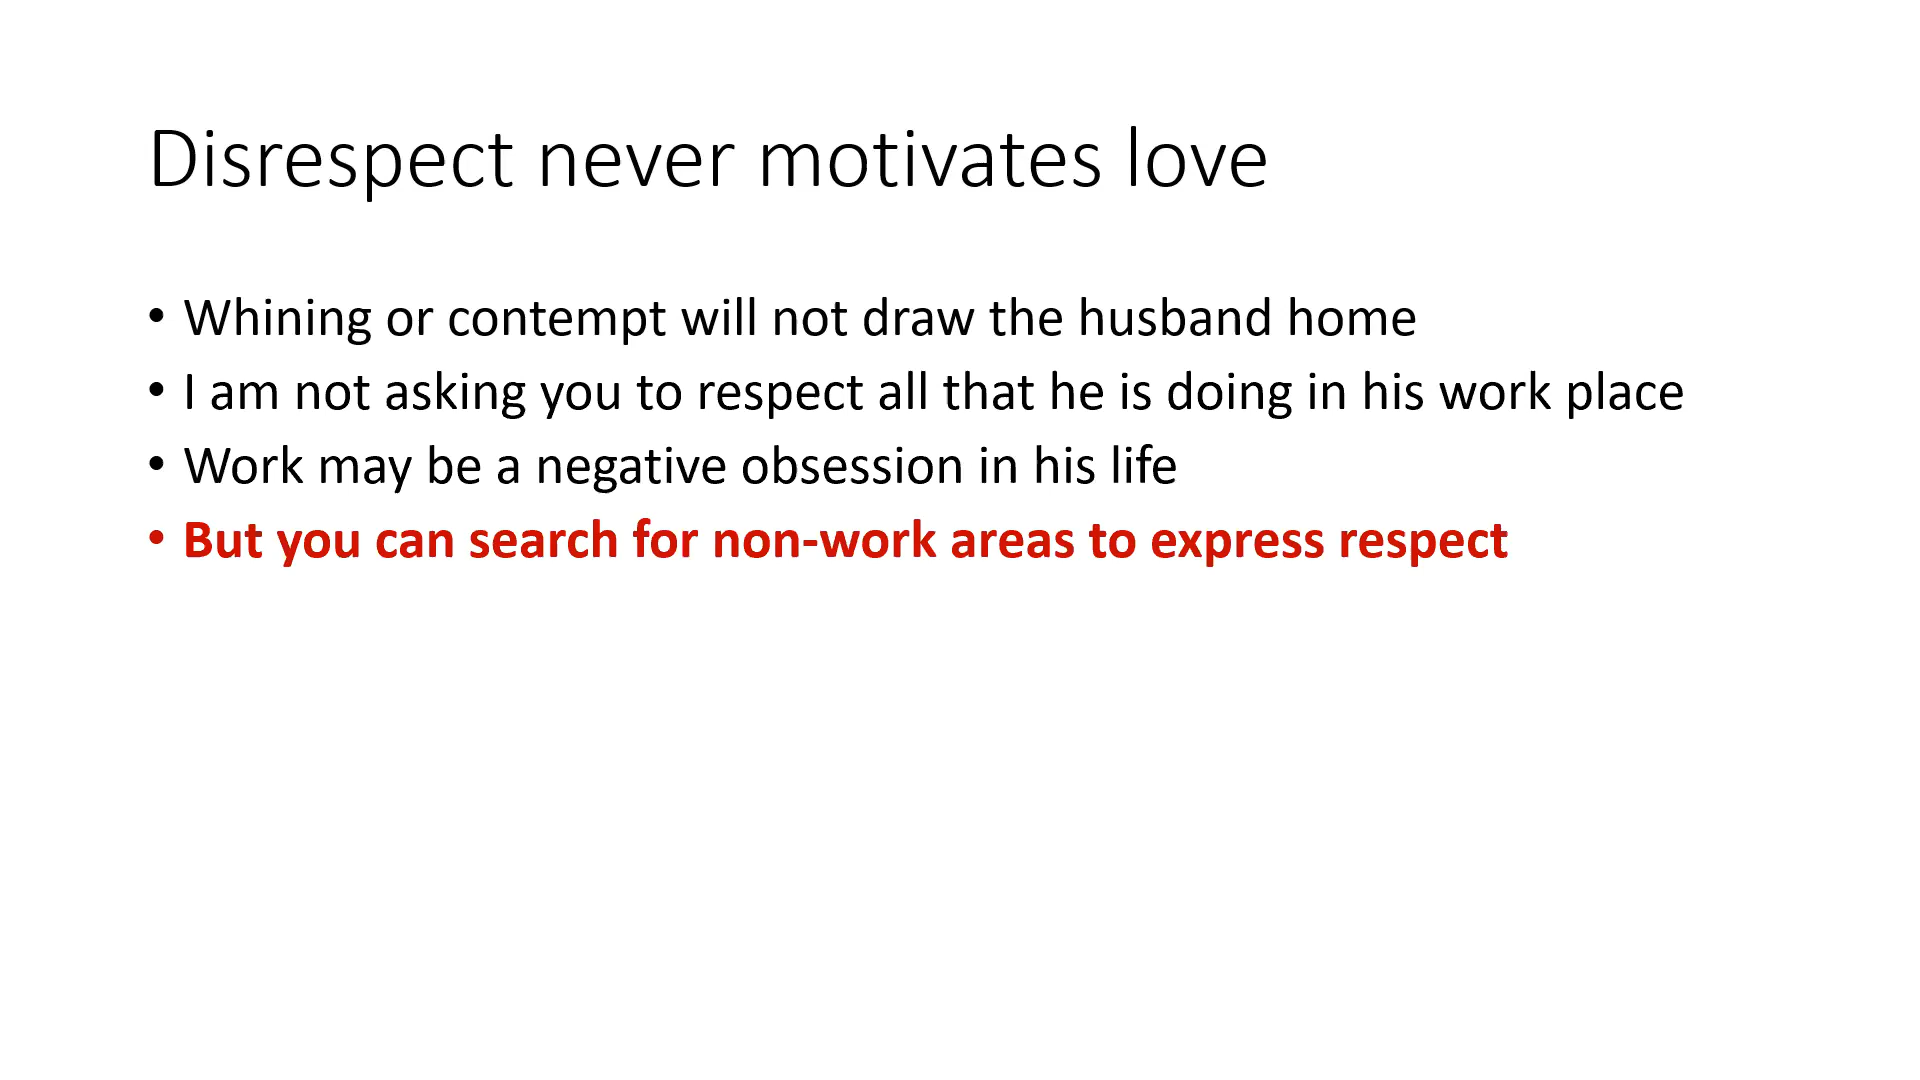 Disrespect never motivates love
• Whining or contempt will not draw the husband home
• I am not asking you to respect all that he is doing in his work place
• Work may be a negative obsession in his life
• But you can search for non-work areas to express respect